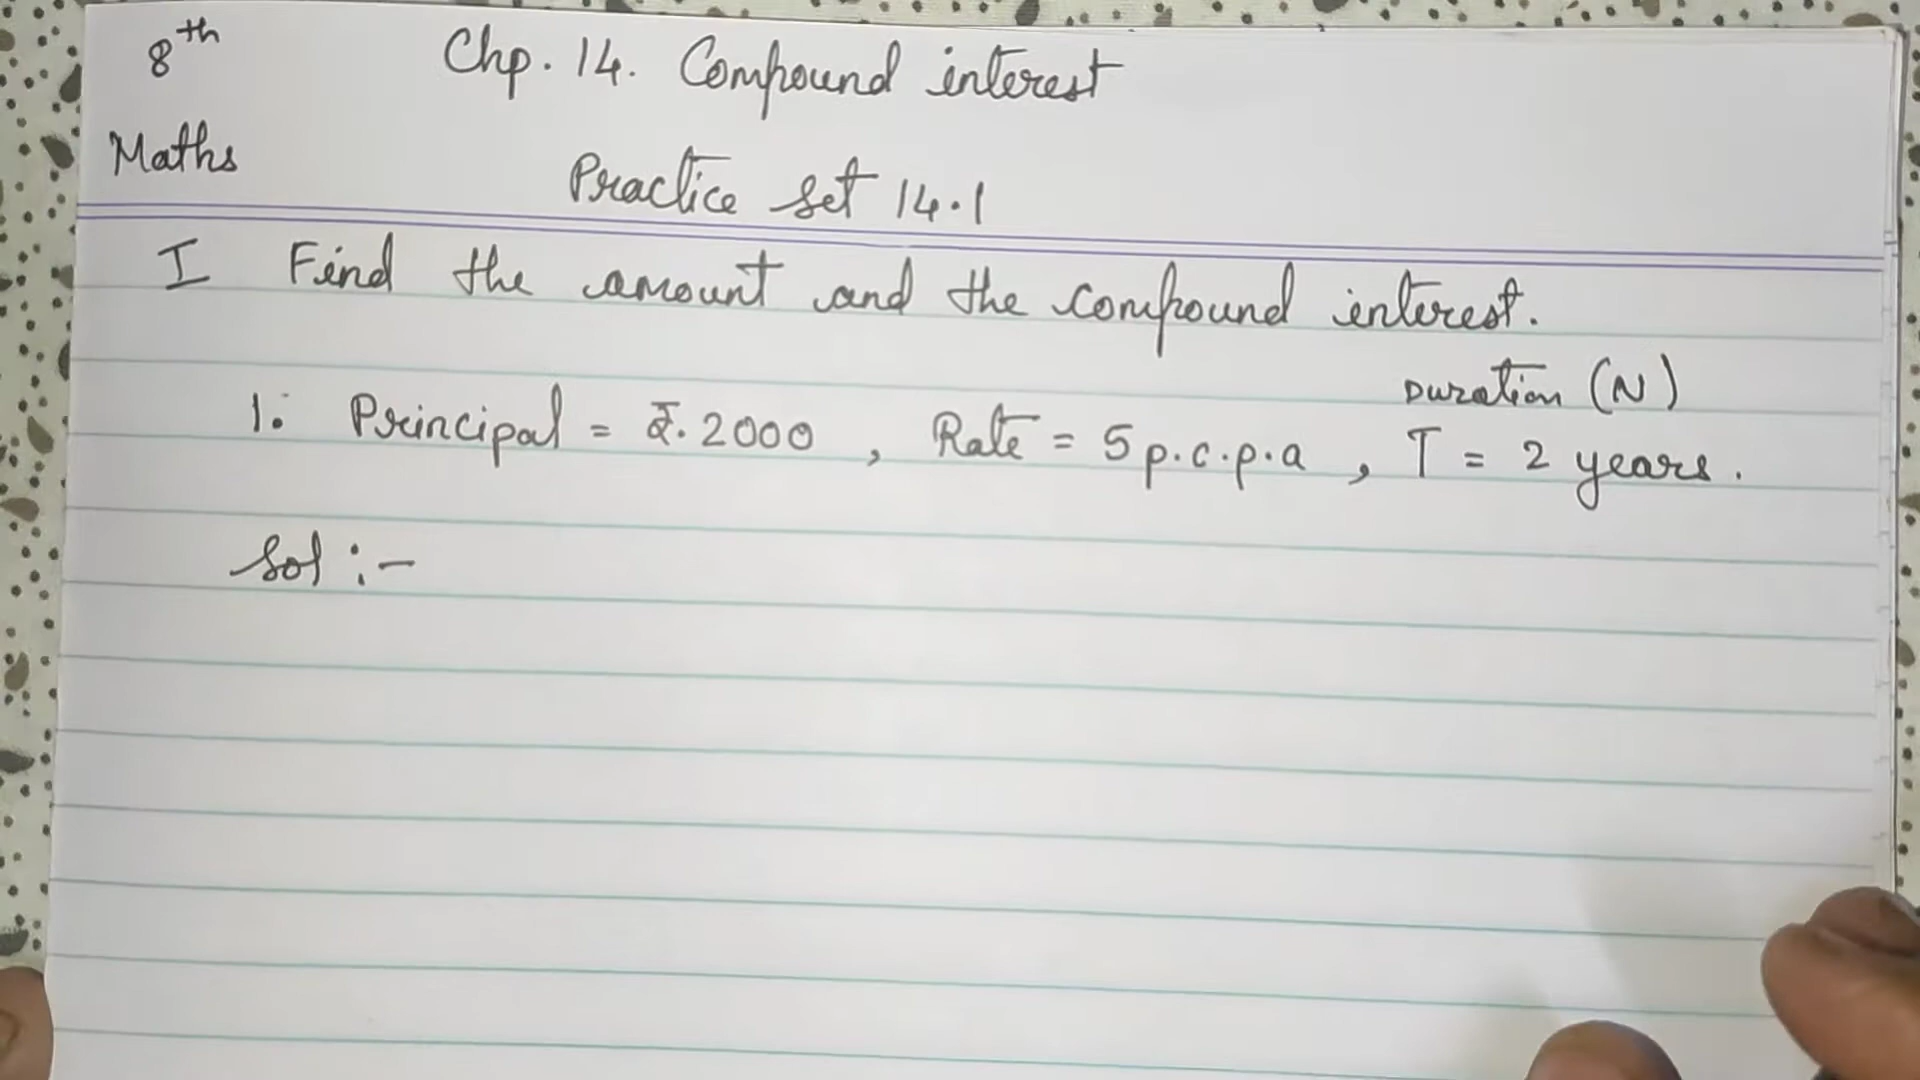 8th Chp. 14. Compound interest
Maths
Practice set 14.1
I Find the amount and the compound interest.
Duration (N)
1. Principal = ₹. 2000 , Rate = 5 p.c.p.a , T = 2 years.
Sol :-